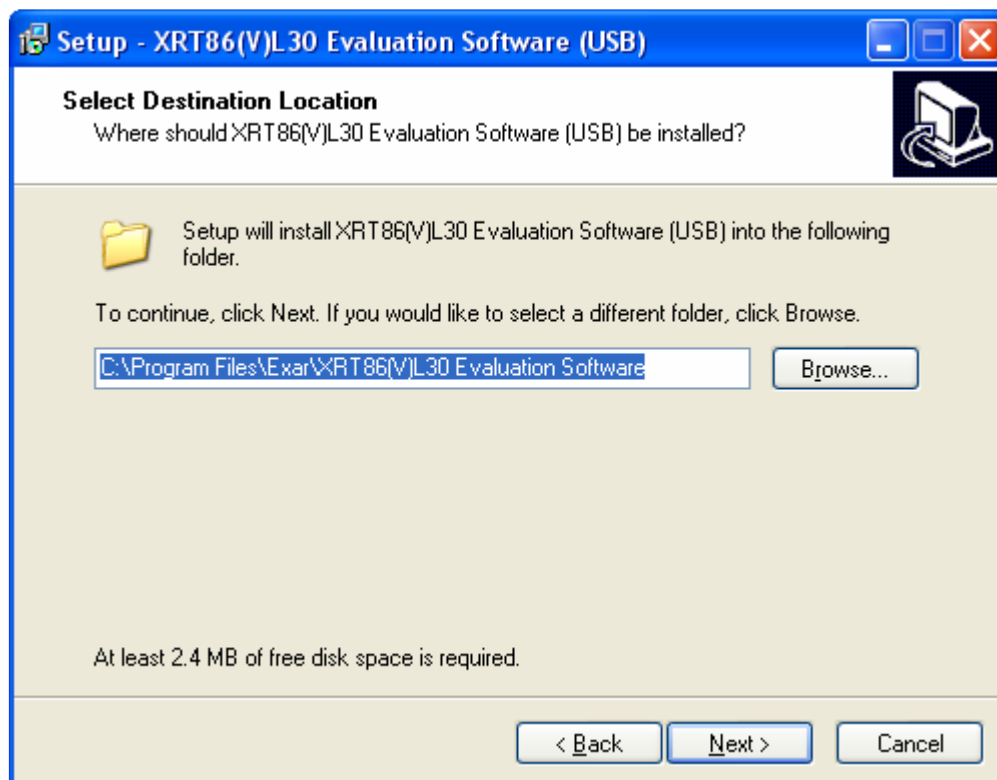 Setup - XRT86(V)L30 Evaluation Software (USB)
Select Destination Location
Where should XRT86(V)L30 Evaluation Software (USB) be installed?
Setup will install XRT86(V)L30 Evaluation Software (USB) into the following
folder.
To continue, click Next. If you would like to select a different folder, click Browse.
C:\Program Files\Exar\XRT86(V)L30 Evaluation Software
Browse...
At least 2.4 MB of free disk space is required.
< Back
Next >
Cancel